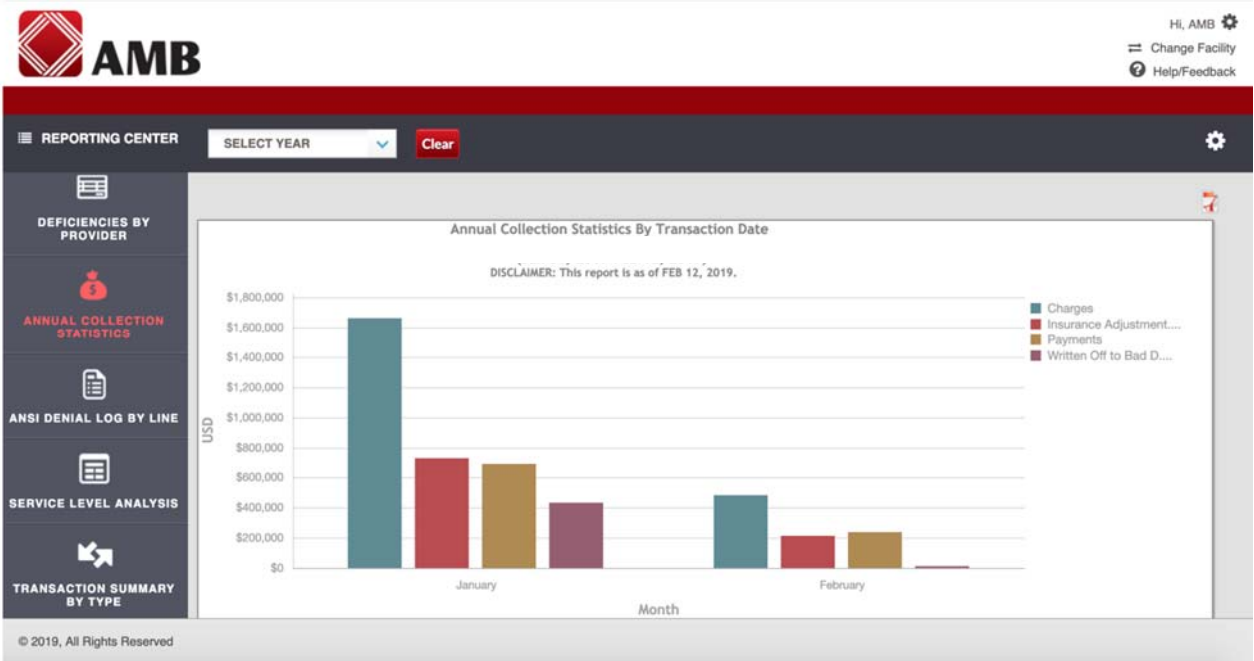 AMB
Hi, AMB
Change Facility
Help/Feedback
REPORTING CENTER
SELECT YEAR
Clear
DEFICIENCIES BY
PROVIDER
ANNUAL COLLECTION
STATISTICS
ANSI DENIAL LOG BY LINE
SERVICE LEVEL ANALYSIS
TRANSACTION SUMMARY
BY TYPE
Annual Collection Statistics By Transaction Date
DISCLAIMER: This report is as of FEB 12, 2019.
USD
$1,800,000
$1,600,000
$1,400,000
$1,200,000
$1,000,000
$800,000
$600,000
$400,000
$200,000
$0
January
February
Month
Charges
Insurance Adjustment....
Payments
Written Off to Bad D....
© 2019, All Rights Reserved